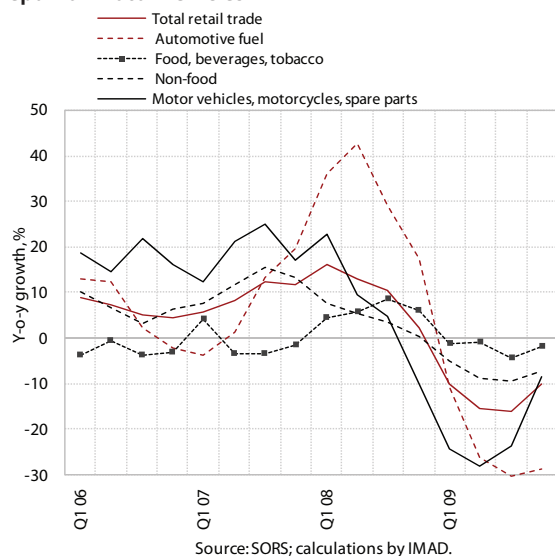 Total retail trade
Automotive fuel
Food, beverages, tobacco
Non-food
Motor vehicles, motorcycles, spare parts
50
40
30
20
10
0
-10
-20
-30
Y-o-y growth, %
Q1 06
Q1 07
Q1 08
Q1 09
Source: SORS; calculations by IMAD.